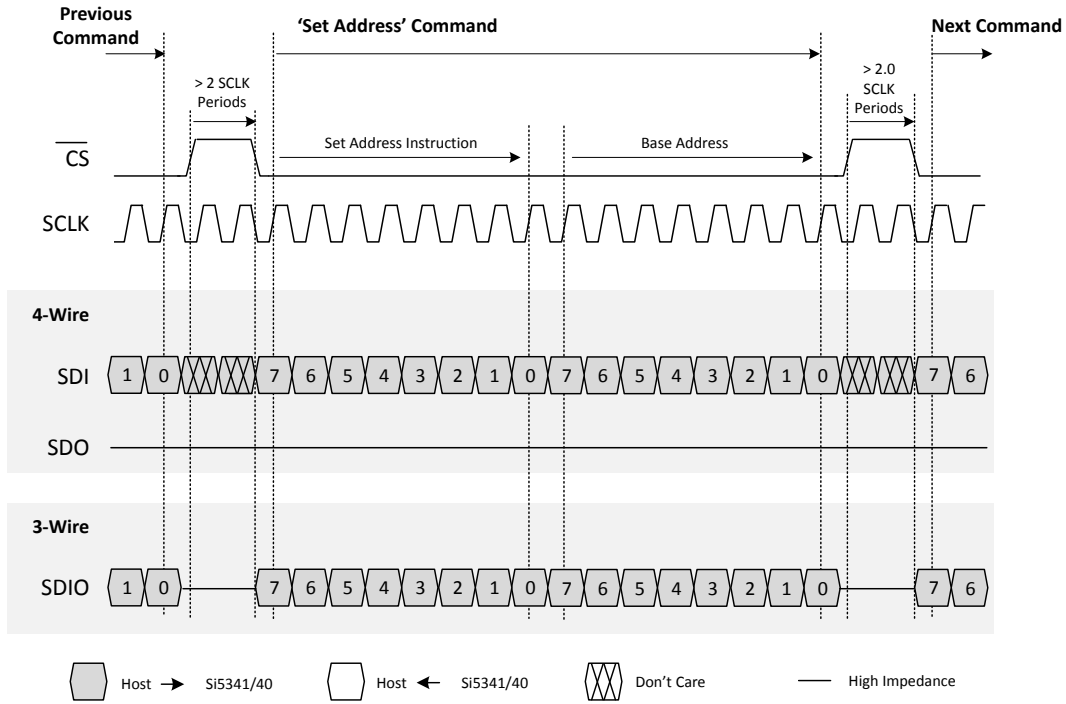 Previous
Command
'Set Address' Command
Next Command
> 2 SCLK
Periods
> 2.0
SCLK
Periods
CS
Set Address Instruction
Base Address
SCLK
4-Wire
SDI
1 0 7 6 5 4 3 2 1 0 7 6 5 4 3 2 1 0 7 6
SDO
3-Wire
SDIO
1 0 7 6 5 4 3 2 1 0 7 6 5 4 3 2 1 0 7 6
Host Si5341/40
Host Si5341/40
Don't Care
High Impedance